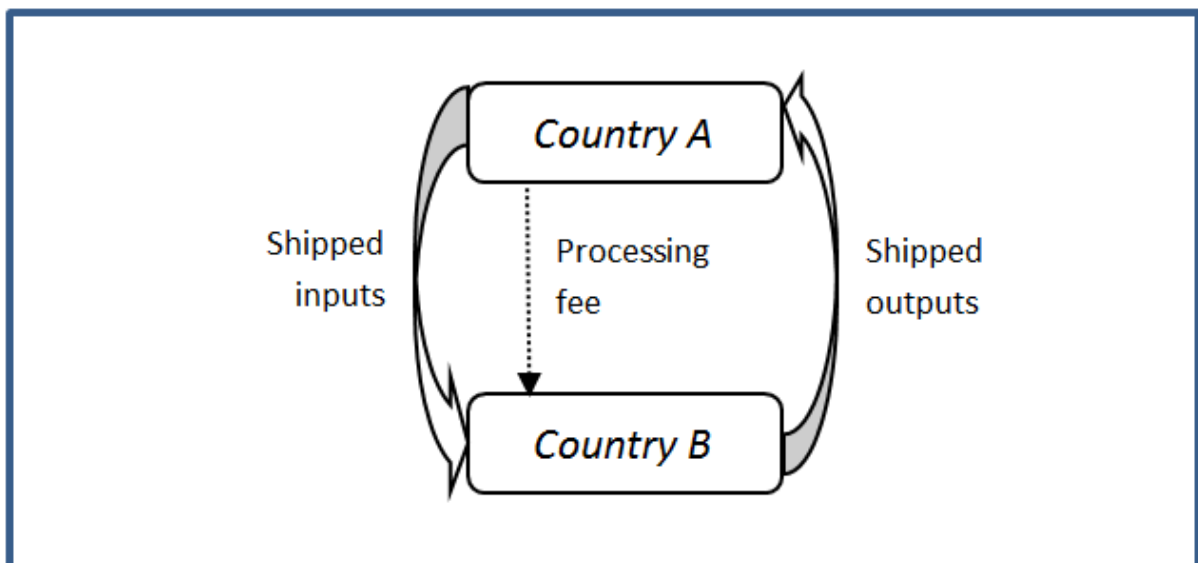 Country A
Shipped
inputs
Processing
fee
Shipped
outputs
Country B